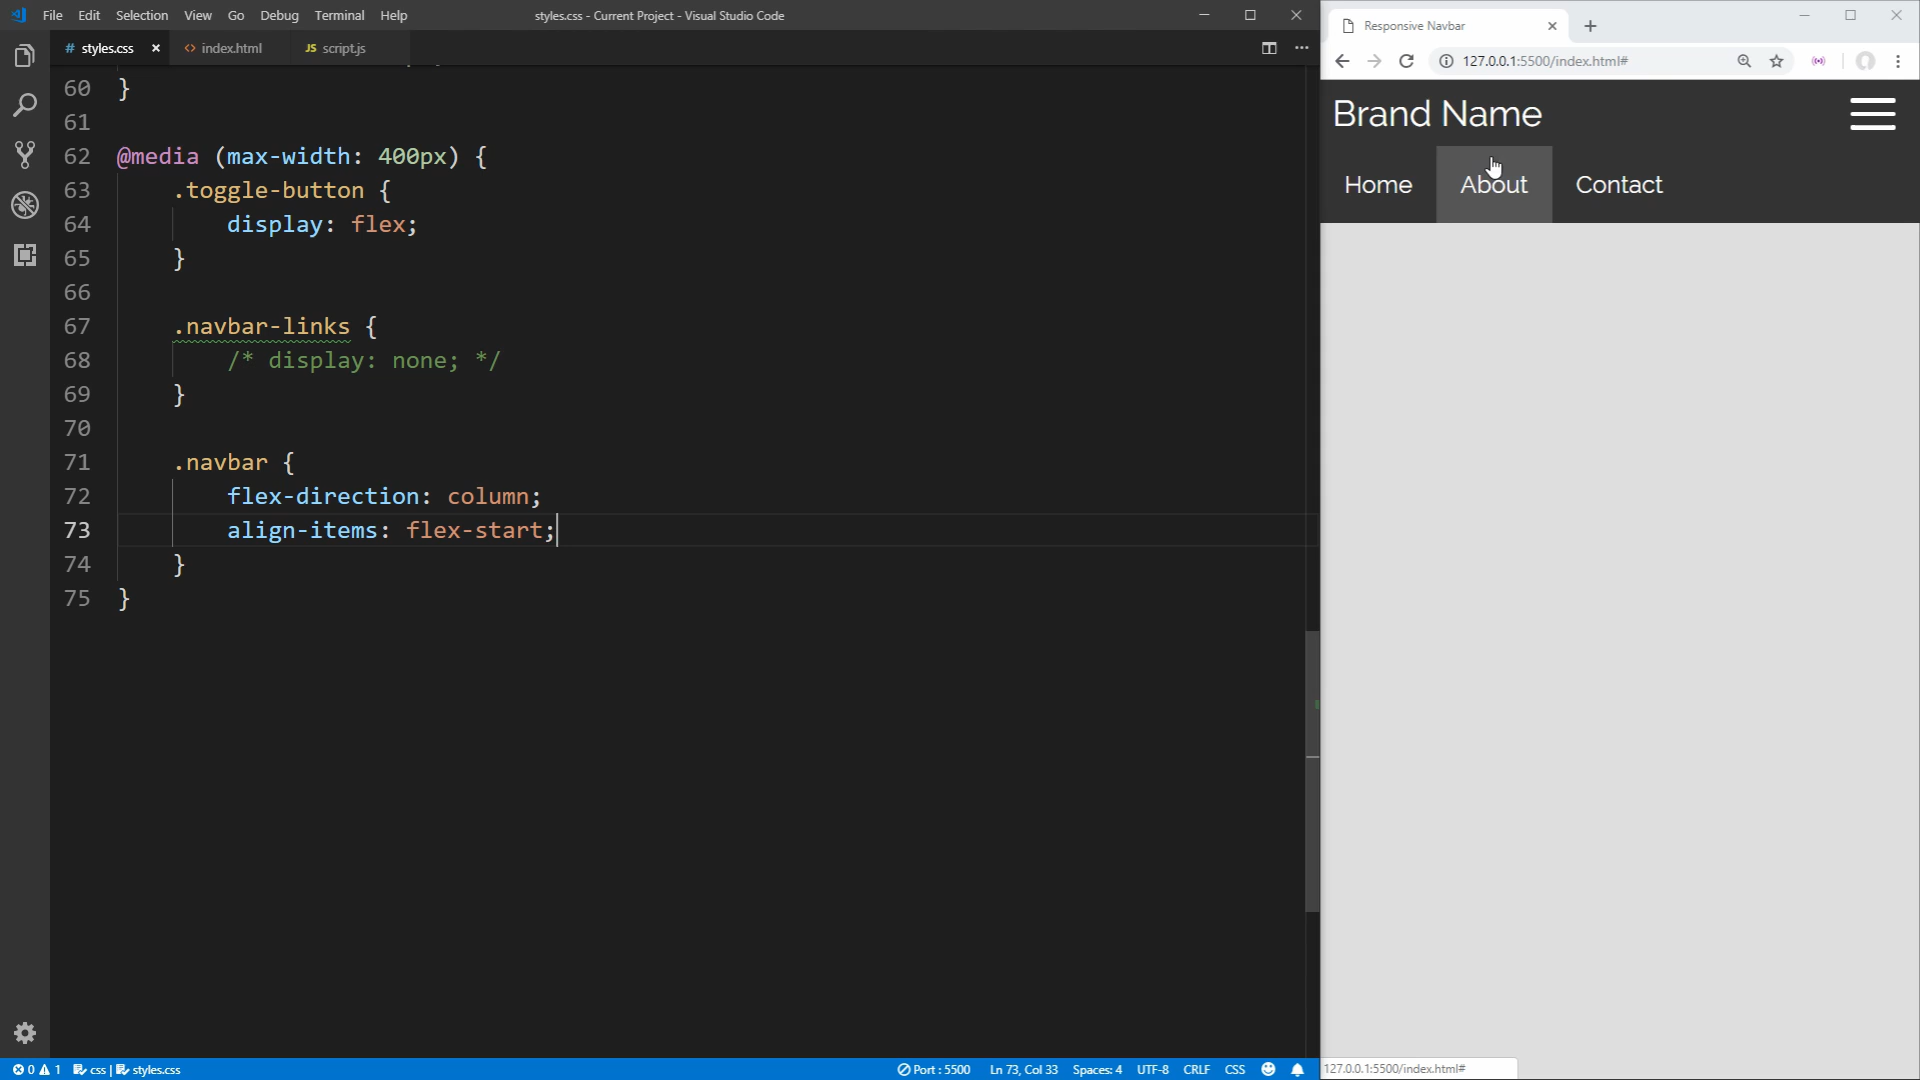 File Edit Selection View Go Debug Terminal Help
styles.css - Current Project - Visual Studio Code
# styles.css
<> index.html
JS script.js
60 }
61
62 @media (max-width: 400px) {
63 .toggle-button {
64 display: flex;
65 }
66
67 .navbar-links {
68 /* display: none; */
69 }
70
71 .navbar {
72 flex-direction: column;
73 align-items: flex-start;
74 }
75 }
0 1 css | styles.css
Port : 5500 Ln 73, Col 33 Spaces: 4 UTF-8 CRLF CSS
Responsive Navbar
127.0.0.1:5500/index.html#
Brand Name
Home About Contact
127.0.0.1:5500/index.html#